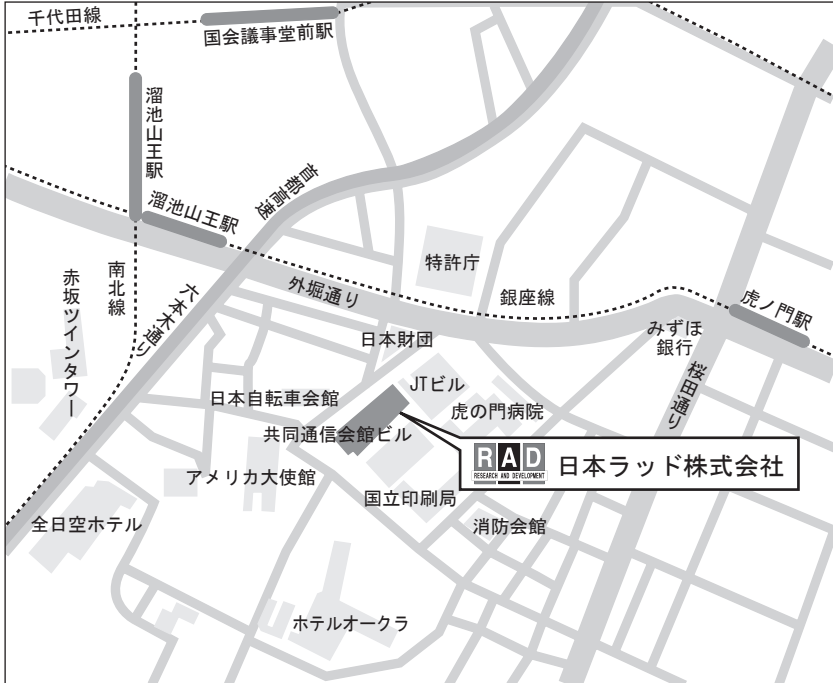 千代田線
国会議事堂前駅
溜池山王駅
溜池山王駅
首都高速
特許庁
赤坂ツインタワー
南北線
六本木通り
外堀通り
銀座線
虎ノ門駅
みずほ
銀行
桜田通り
日本財団
JTビル
日本自転車会館
虎の門病院
共同通信会館ビル
RAD
RESEARCH AND DEVELOPMENT
日本ラッド株式会社
アメリカ大使館
国立印刷局
全日空ホテル
消防会館
ホテルオークラ